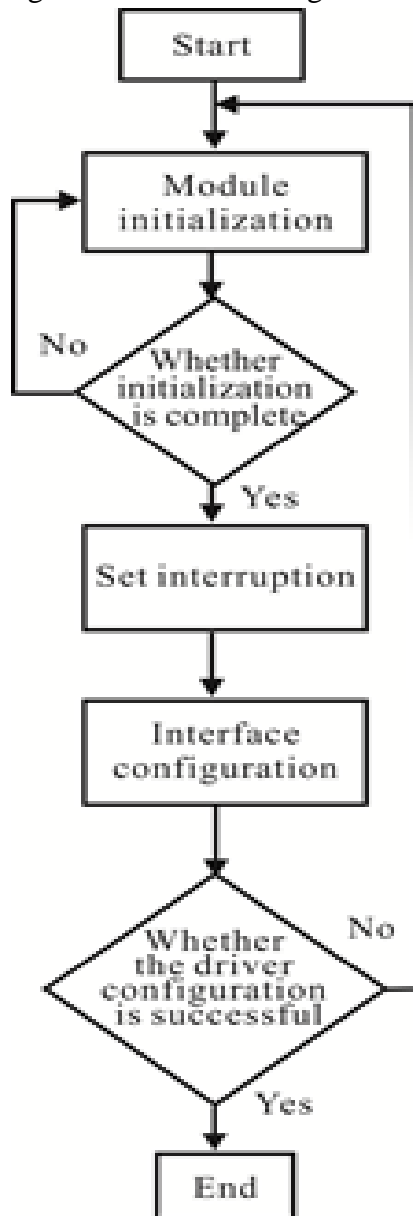 Start
Module
initialization
No
Whether
initialization
is complete
Yes
Set interruption
Interface
configuration
Whether
the driver
configuration
is successful
No
Yes
End